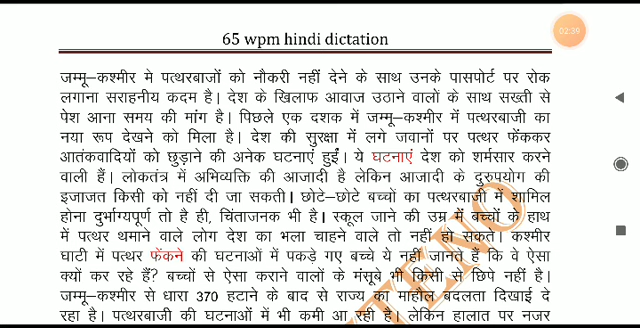 65 wpm hindi dictation
02:39
जम्मू–कश्मीर मे पत्थरबाजों को नौकरी नहीं देने के साथ उनके पासपोर्ट पर रोक
लगाना सराहनीय कदम है। देश के खिलाफ आवाज उठाने वालों के साथ सख्ती से
पेश आना समय की मांग है। पिछले एक दशक में जम्मू–कश्मीर में पत्थरबाजी का
नया रूप देखने को मिला है। देश की सुरक्षा में लगे जवानों पर पत्थर फेंककर
आतंकवादियों को छुड़ाने की अनेक घटनाएं हुईं। ये घटनाएं देश को शर्मसार करने
वाली हैं। लोकतंत्र में अभिव्यक्ति की आजादी है लेकिन आजादी के दुरुपयोग की
इजाजत किसी को नहीं दी जा सकती। छोटे–छोटे बच्चों का पत्थरबाजी में शामिल
होना दुर्भाग्यपूर्ण तो है ही, चिंताजनक भी है। स्कूल जाने की उम्र में बच्चों के हाथ
में पत्थर थमाने वाले लोग देश का भला चाहने वाले तो नहीं हो सकते। कश्मीर
घाटी में पत्थर फेंकने की घटनाओं में पकड़े गए बच्चे ये नहीं जानते हैं कि वे ऐसा
क्यों कर रहे हैं? बच्चों से ऐसा कराने वालों के मंसूबे भी किसी से छिपे नहीं है।
जम्मू–कश्मीर से धारा 370 हटाने के बाद से राज्य का माहौल बदलता दिखाई दे
रहा है। पत्थरबाजी की घटनाओं में भी कमी आ रही है। लेकिन हालात पर नजर